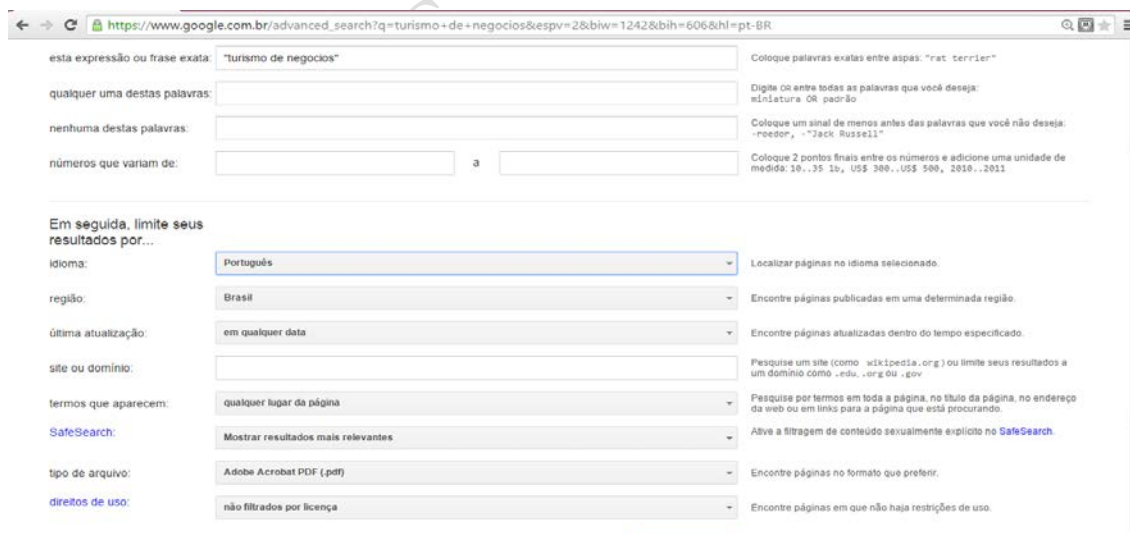 https://www.google.com.br/advanced_search?q=turismo+de+negocios&espv=2&biw=1242&bih=606&hl=pt-BR
esta expressão ou frase exata: "turismo de negocios" Coloque palavras exatas entre aspas: "rat terrier"
qualquer uma destas palavras: Digite OR entre todas as palavras que você deseja:
miniatura OR padrão
nenhuma destas palavras: Coloque um sinal de menos antes das palavras que você não deseja:
-roedor, -"Jack Russell"
números que variam de: a Coloque 2 pontos finais entre os números e adicione uma unidade de
medida: 10..35 lb, US$ 300..US$ 500, 2010..2011
Em seguida, limite seus
resultados por...
idioma: Português Localizar páginas no idioma selecionado.
região: Brasil Encontre páginas publicadas em uma determinada região.
última atualização: em qualquer data Encontre páginas atualizadas dentro do tempo especificado.
site ou domínio: Pesquise um site (como wikipedia.org) ou limite seus resultados a
um domínio como .edu, .org ou .gov
termos que aparecem: qualquer lugar da página Pesquise por termos em toda a página, no título da página, no endereço
da web ou em links para a página que está procurando.
SafeSearch: Mostrar resultados mais relevantes Ative a filtragem de conteúdo sexualmente explícito no SafeSearch.
tipo de arquivo: Adobe Acrobat PDF (.pdf) Encontre páginas no formato que preferir.
direitos de uso: não filtrados por licença Encontre páginas em que não haja restrições de uso.